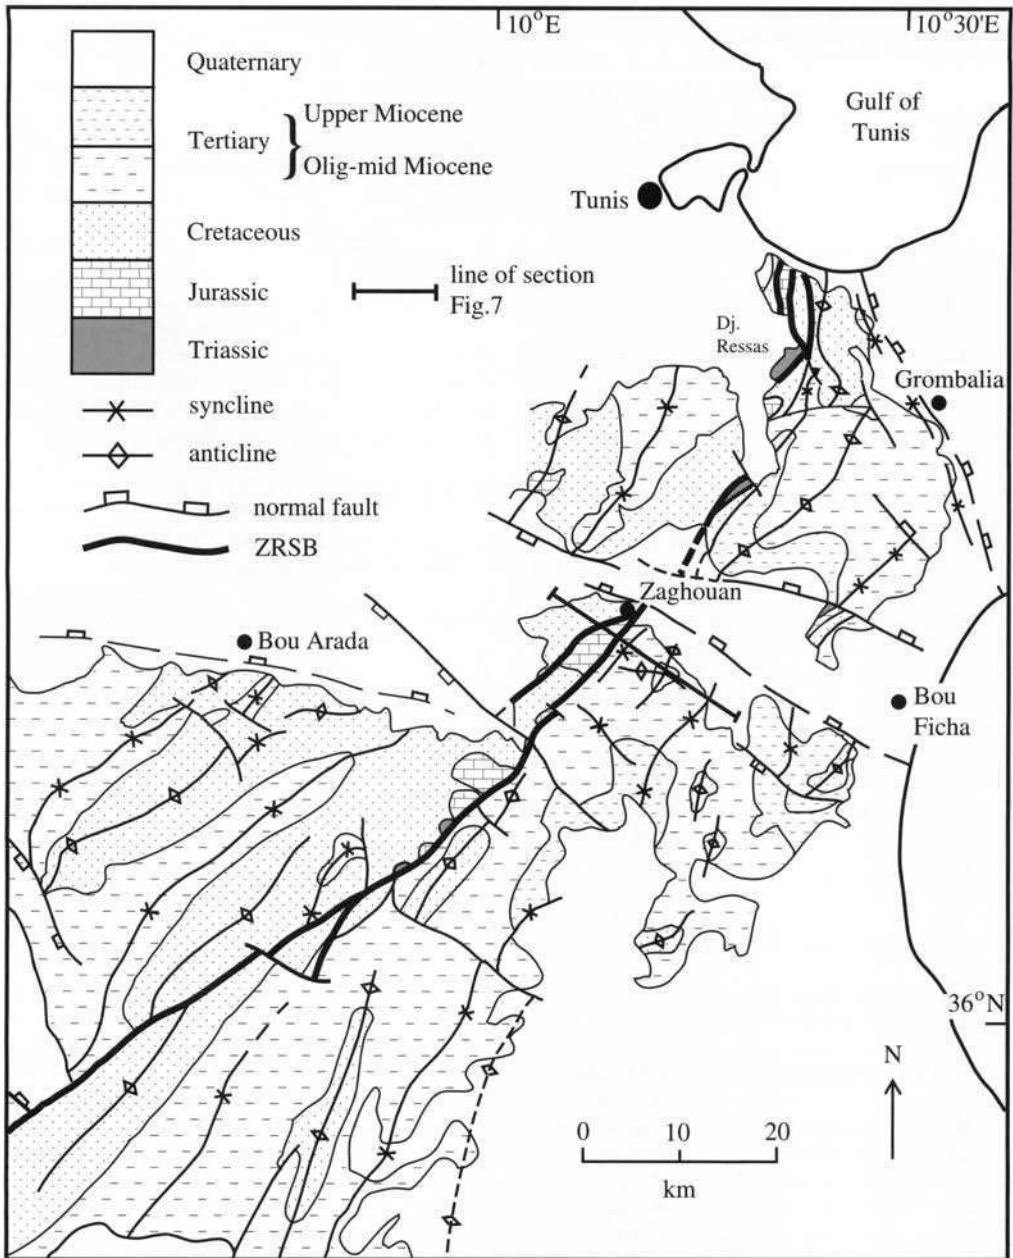 10°E
10°30'E
Quaternary
Tertiary
Upper Miocene
Olig-mid Miocene
Cretaceous
Jurassic
Triassic
line of section
Fig.7
syncline
anticline
normal fault
ZRSB
Gulf of
Tunis
Tunis
Dj.
Ressas
Grombalia
Zaghouan
Bou Arada
Bou
Ficha
36°N
N
0 10 20
km